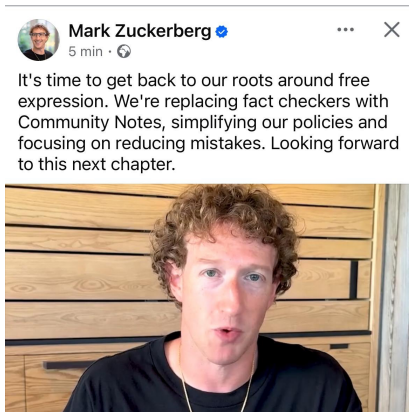 Mark Zuckerberg
5 min ·
It's time to get back to our roots around free
expression. We're replacing fact checkers with
Community Notes, simplifying our policies and
focusing on reducing mistakes. Looking forward
to this next chapter.